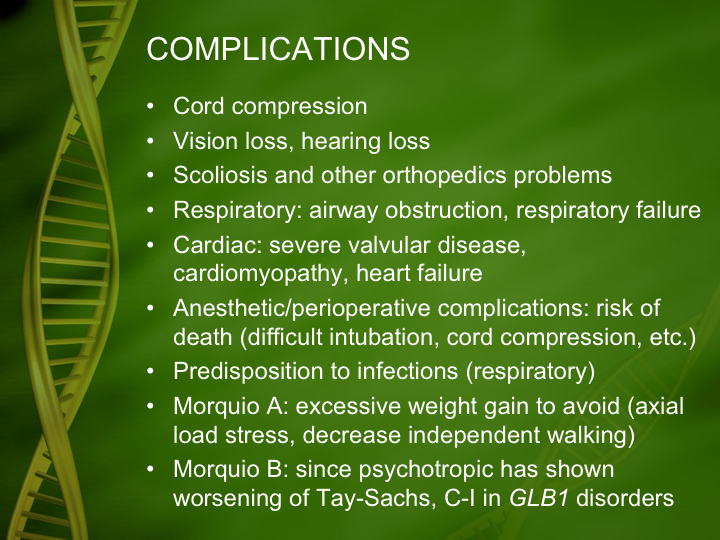 COMPLICATIONS
• Cord compression
• Vision loss, hearing loss
• Scoliosis and other orthopedics problems
• Respiratory: airway obstruction, respiratory failure
• Cardiac: severe valvular disease,
cardiomyopathy, heart failure
• Anesthetic/perioperative complications: risk of
death (difficult intubation, cord compression, etc.)
• Predisposition to infections (respiratory)
• Morquio A: excessive weight gain to avoid (axial
load stress, decrease independent walking)
• Morquio B: since psychotropic has shown
worsening of Tay-Sachs, C-I in GLB1 disorders